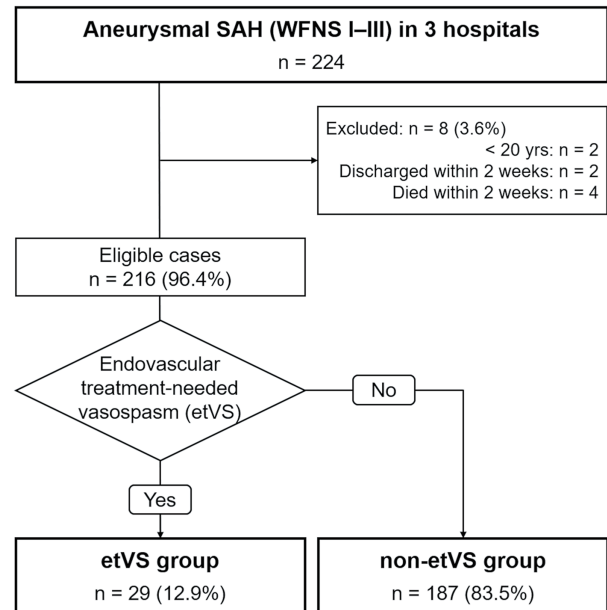 Aneurysmal SAH (WFNS I–III) in 3 hospitals
n = 224
Excluded: n = 8 (3.6%)
< 20 yrs: n = 2
Discharged within 2 weeks: n = 2
Died within 2 weeks: n = 4
Eligible cases
n = 216 (96.4%)
Endovascular
treatment-needed
vasospasm (etVS)
No
Yes
etVS group
n = 29 (12.9%)
non-etVS group
n = 187 (83.5%)